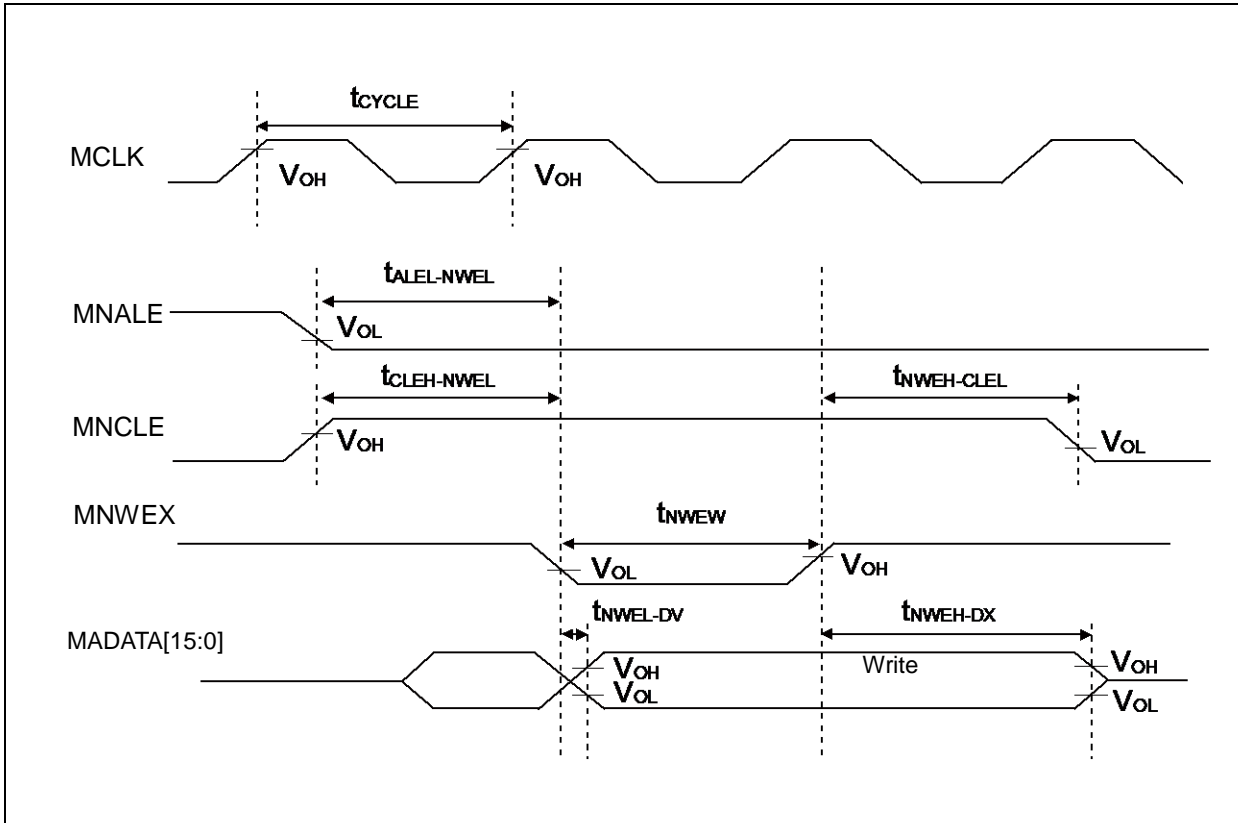 tCYCLE
MCLK
VOH
VOH
tALEL-NWEL
MNALE
VOL
tCLEH-NWEL
tNWEH-CLEL
MNCLE
VOH
VOL
MNWEX
tNWEW
VOL
VOH
tNWEL-DV
tNWEH-DX
MADATA[15:0]
VOH
Write
VOH
VOL
VOL